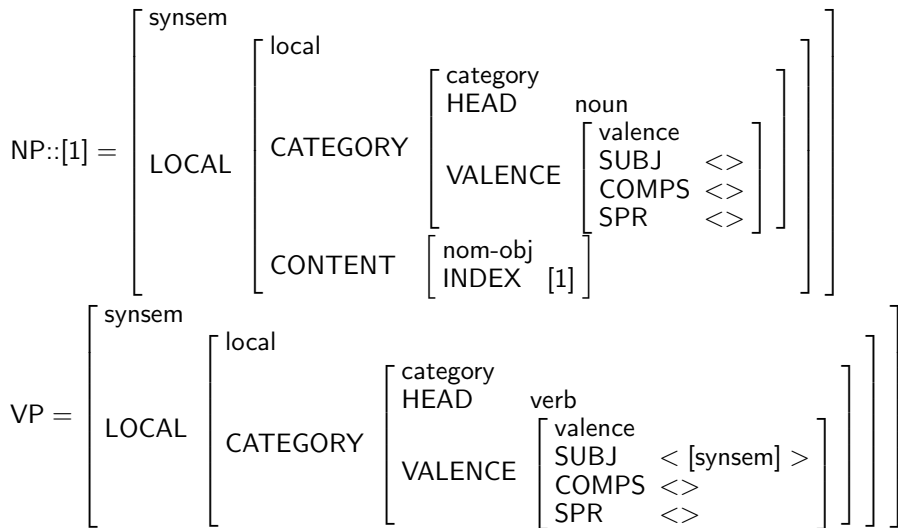 synsem
local
category
HEAD noun
CATEGORY
valence
NP::[1] =
LOCAL
VALENCE
SUBJ <>
COMPS <>
SPR <>
nom-obj
CONTENT
INDEX [1]
synsem
local
category
HEAD verb
VP =
LOCAL
CATEGORY
valence
VALENCE
SUBJ < [synsem] >
COMPS <>
SPR <>